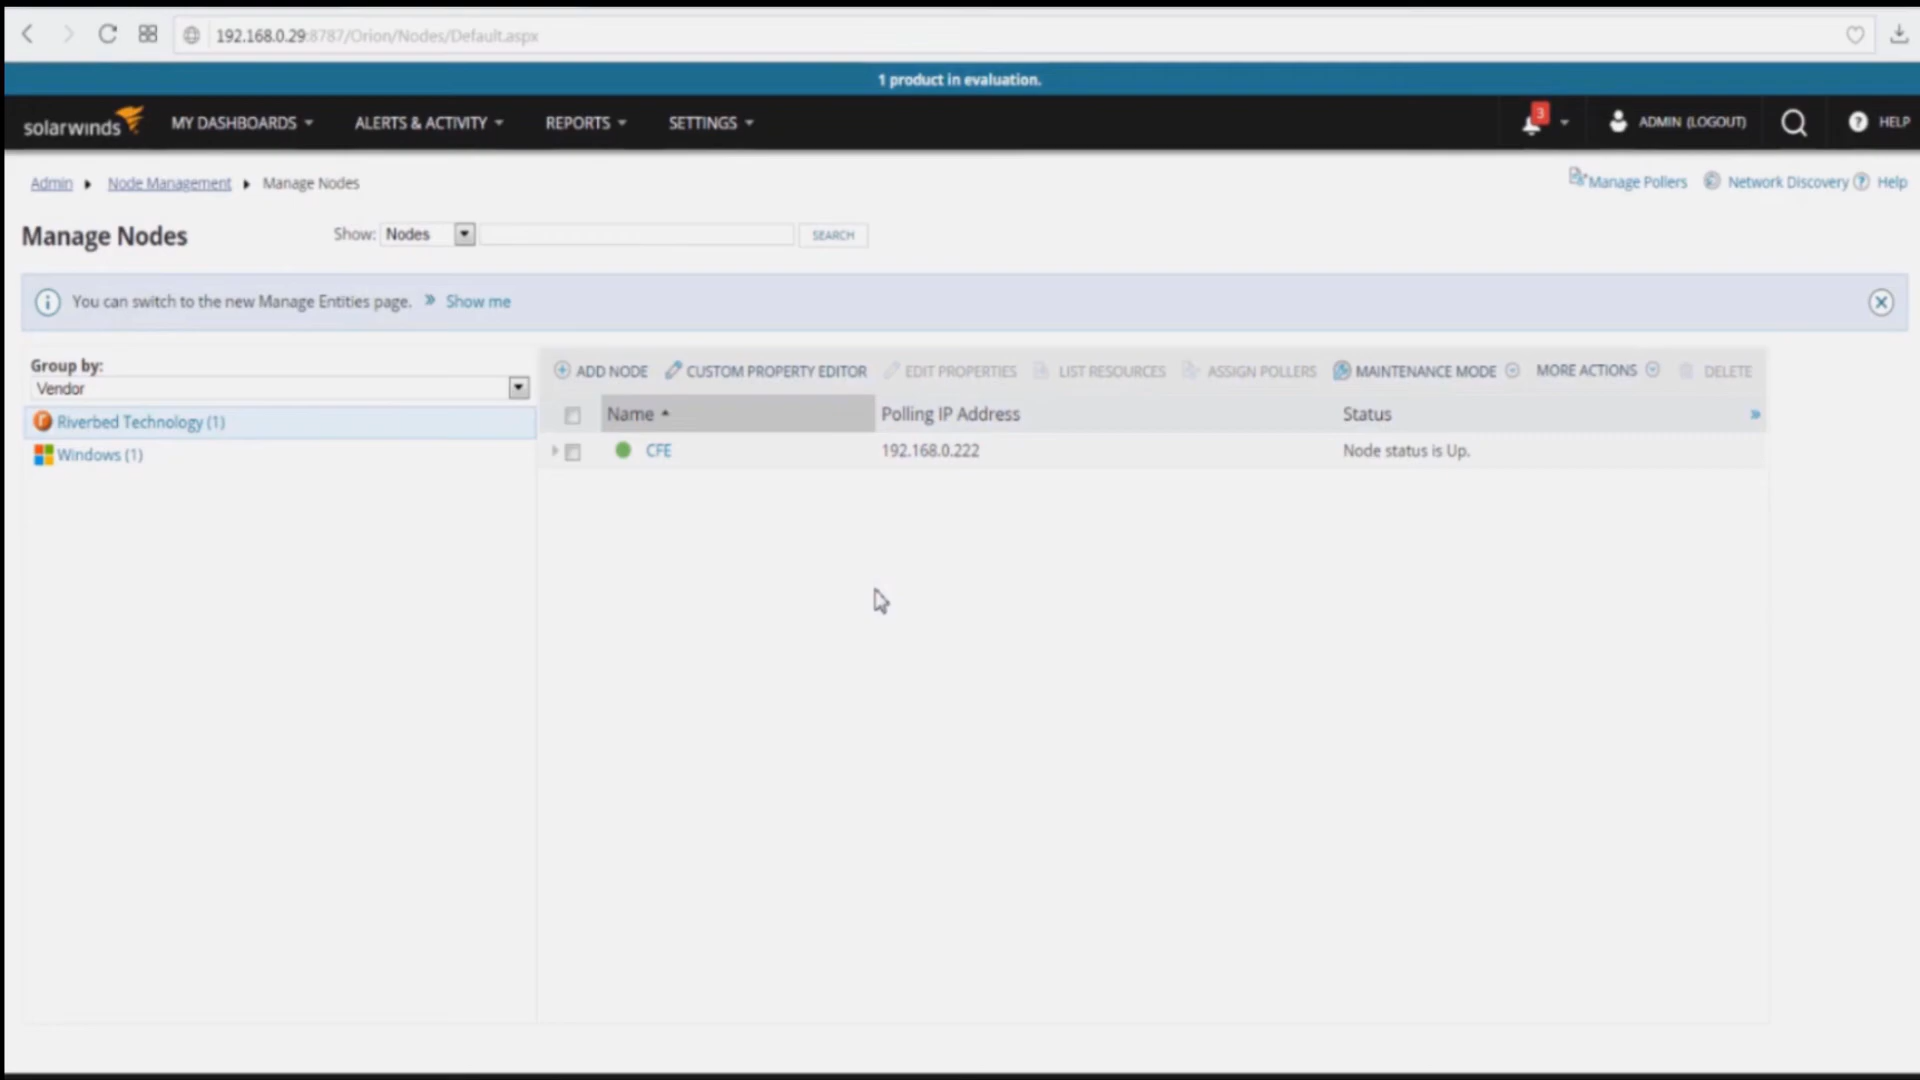 192.168.0.29:8787/Orion/Nodes/Default.aspx
1 product in evaluation.
solarwinds MY DASHBOARDS ALERTS & ACTIVITY REPORTS SETTINGS 3 ADMIN (LOGOUT) ? HELP
Admin Node Management Manage Nodes Manage Pollers Network Discovery ? Help
Manage Nodes Show: Nodes SEARCH
i You can switch to the new Manage Entities page. » Show me
Group by:
Vendor
Riverbed Technology (1)
Windows (1)
ADD NODE CUSTOM PROPERTY EDITOR EDIT PROPERTIES LIST RESOURCES ASSIGN POLLERS MAINTENANCE MODE MORE ACTIONS DELETE
Name Polling IP Address Status »
CFE 192.168.0.222 Node status is Up.